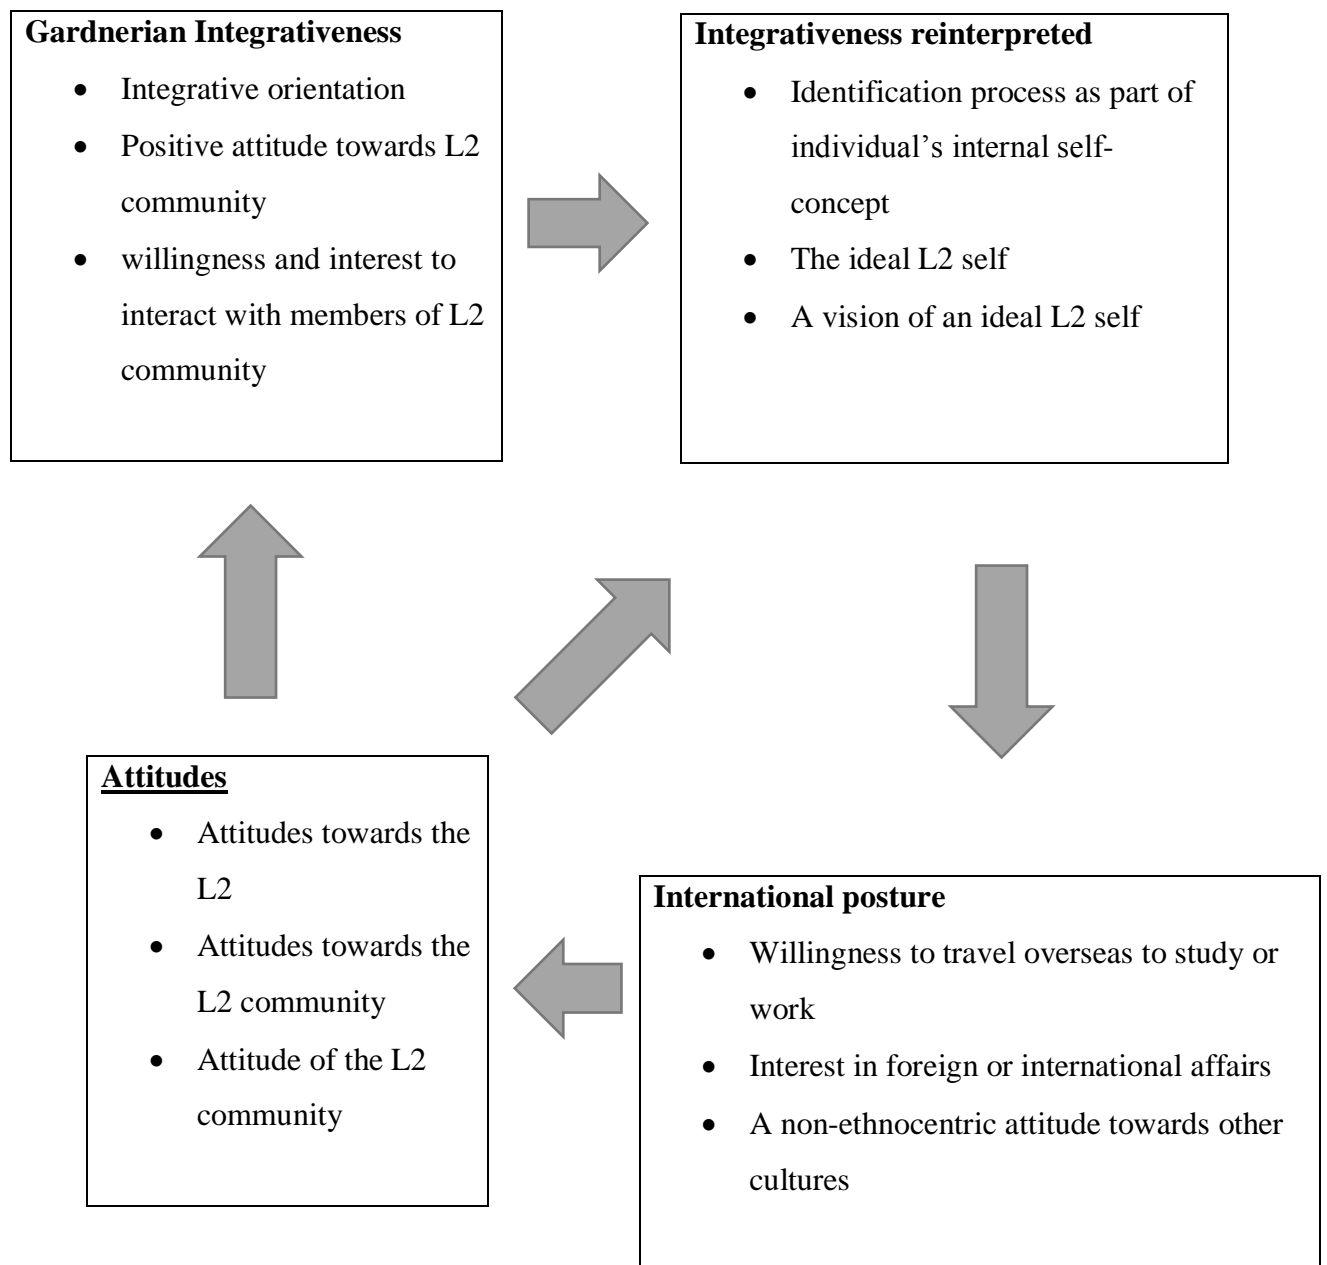 Gardnerian Integrativeness
• Integrative orientation
• Positive attitude towards L2
community
• willingness and interest to
interact with members of L2
community
Integrativeness reinterpreted
• Identification process as part of
individual’s internal self-
concept
• The ideal L2 self
• A vision of an ideal L2 self
Attitudes
• Attitudes towards the
L2
• Attitudes towards the
L2 community
• Attitude of the L2
community
International posture
• Willingness to travel overseas to study or
work
• Interest in foreign or international affairs
• A non-ethnocentric attitude towards other
cultures